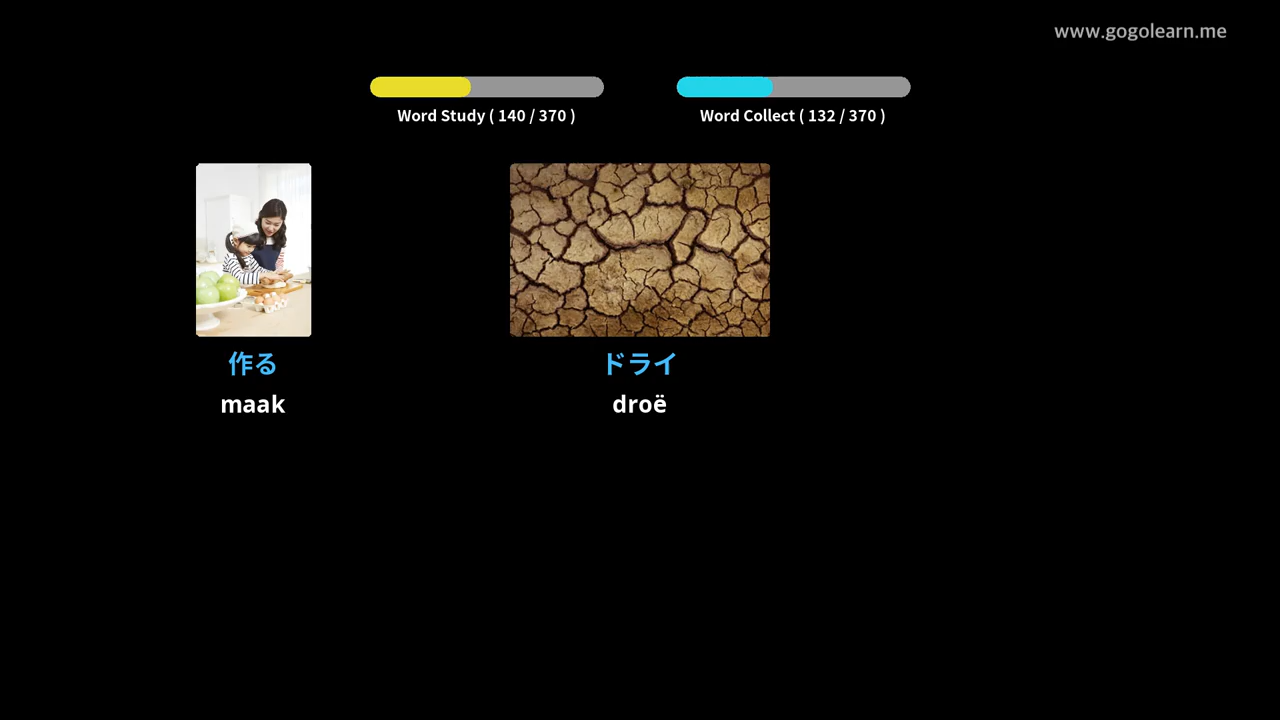 www.gogolearn.me
Word Study ( 140 / 370 )
Word Collect ( 132 / 370 )
作る
maak
ドライ
droë